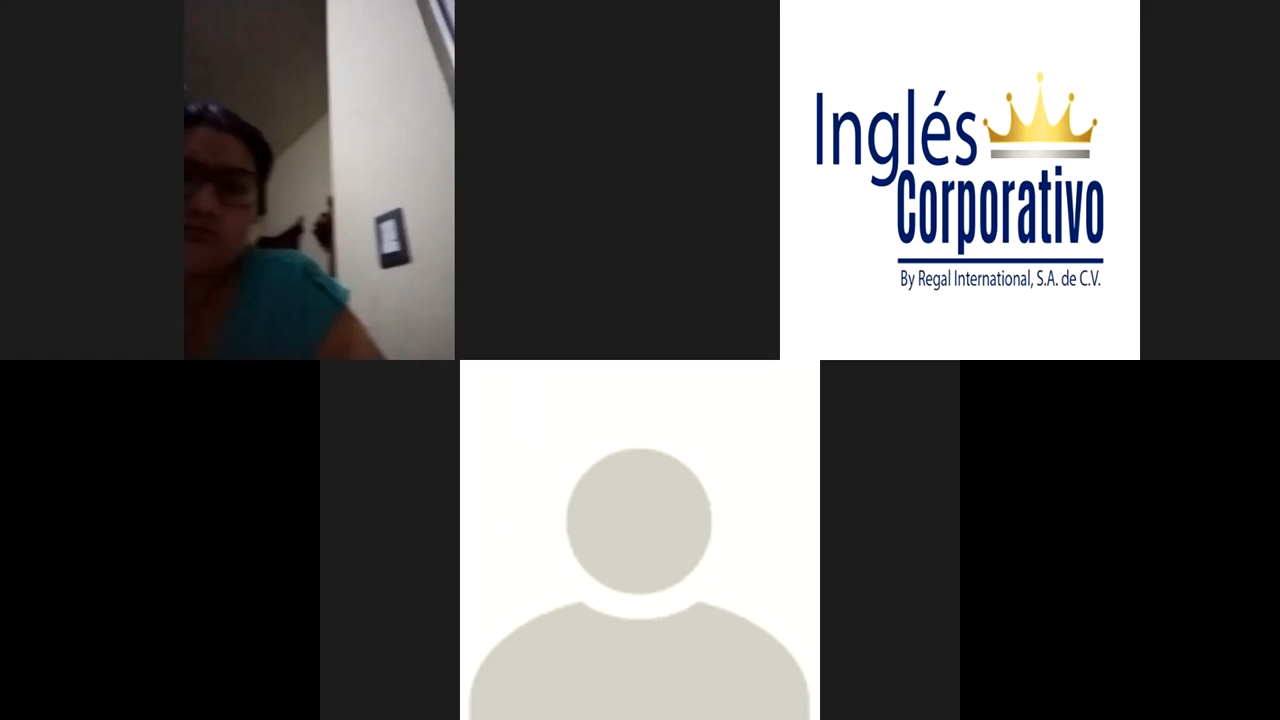 Inglés
Corporativo
By Regal International, S.A. de C.V.